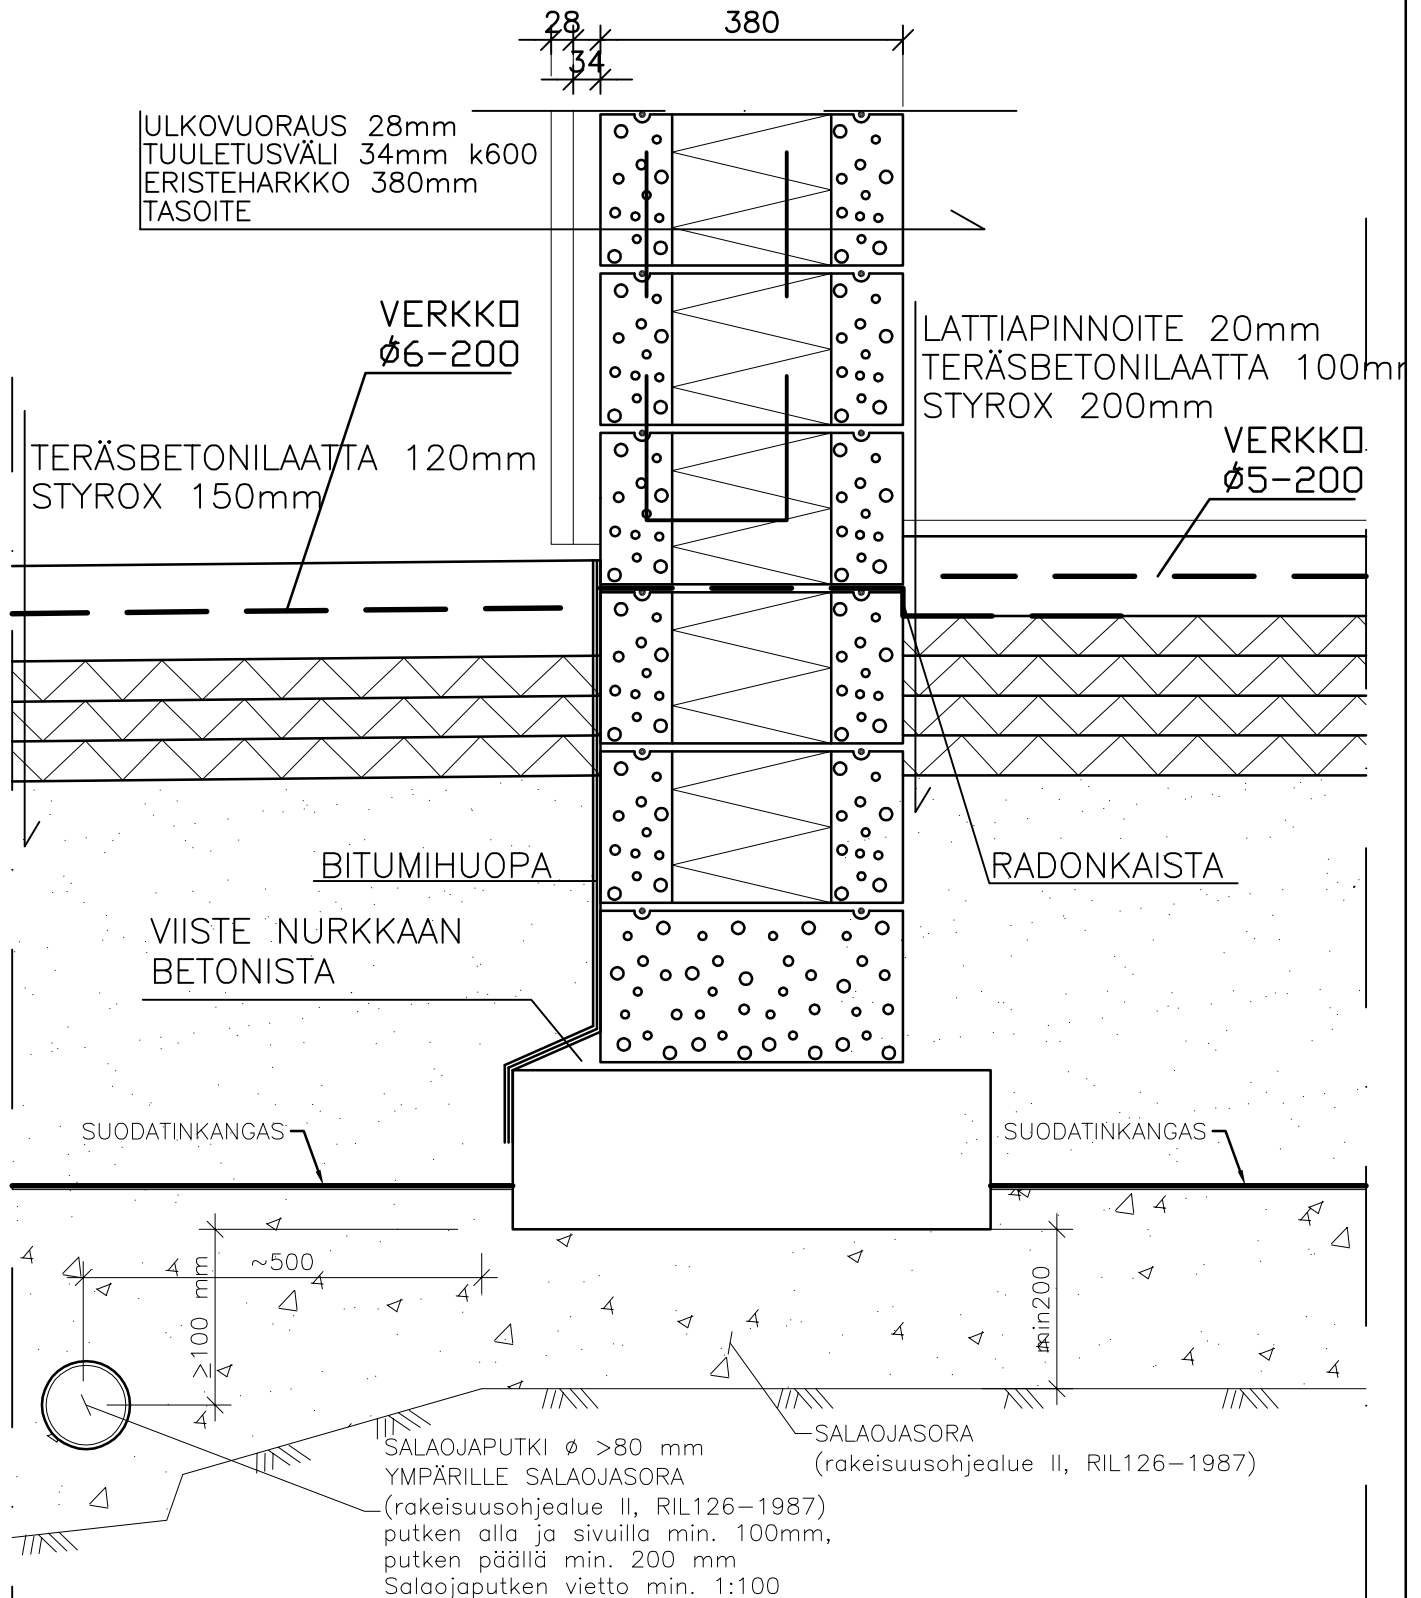 28
380
34
ULKOVUORAUS 28mm
TUULETUSVÄLI 34mm k600
ERISTEHARKKO 380mm
TASOITE
VERKKO
ø6-200
LATTIAPINNOITE 20mm
TERÄSBETONILAATTA 100mm
STYROX 200mm
VERKKO
ø5-200
TERÄSBETONILAATTA 120mm
STYROX 150mm
BITUMIHUOPA
RADONKAISTA
VIISTE NURKKAAN
BETONISTA
SUODATINKANGAS
SUODATINKANGAS
~500
≥100 mm
min200
SALAOJAPUTKI ø >80 mm
YMPÄRILLE SALAOJASORA
(rakeisuusohjealue II, RIL126-1987)
putken alla ja sivuilla min. 100mm,
putken päällä min. 200 mm
Salaojaputken vietto min. 1:100
SALAOJASORA
(rakeisuusohjealue II, RIL126-1987)